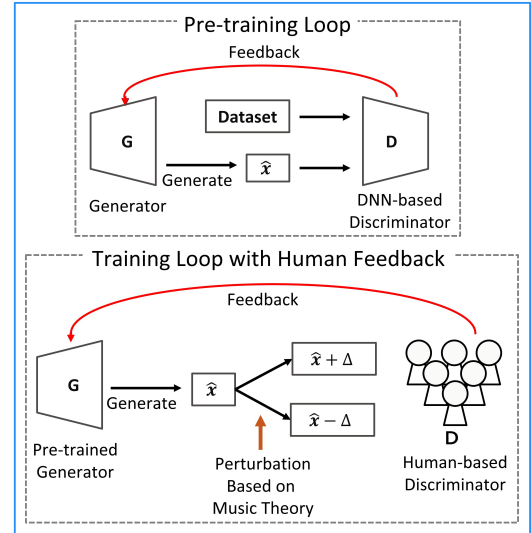 Pre-training Loop
Feedback
Dataset
G
D
x̂
Generate
Generator
DNN-based
Discriminator
Training Loop with Human Feedback
Feedback
x̂ + Δ
G
x̂
Generate
x̂ − Δ
D
Pre-trained
Generator
Perturbation
Based on
Music Theory
Human-based
Discriminator